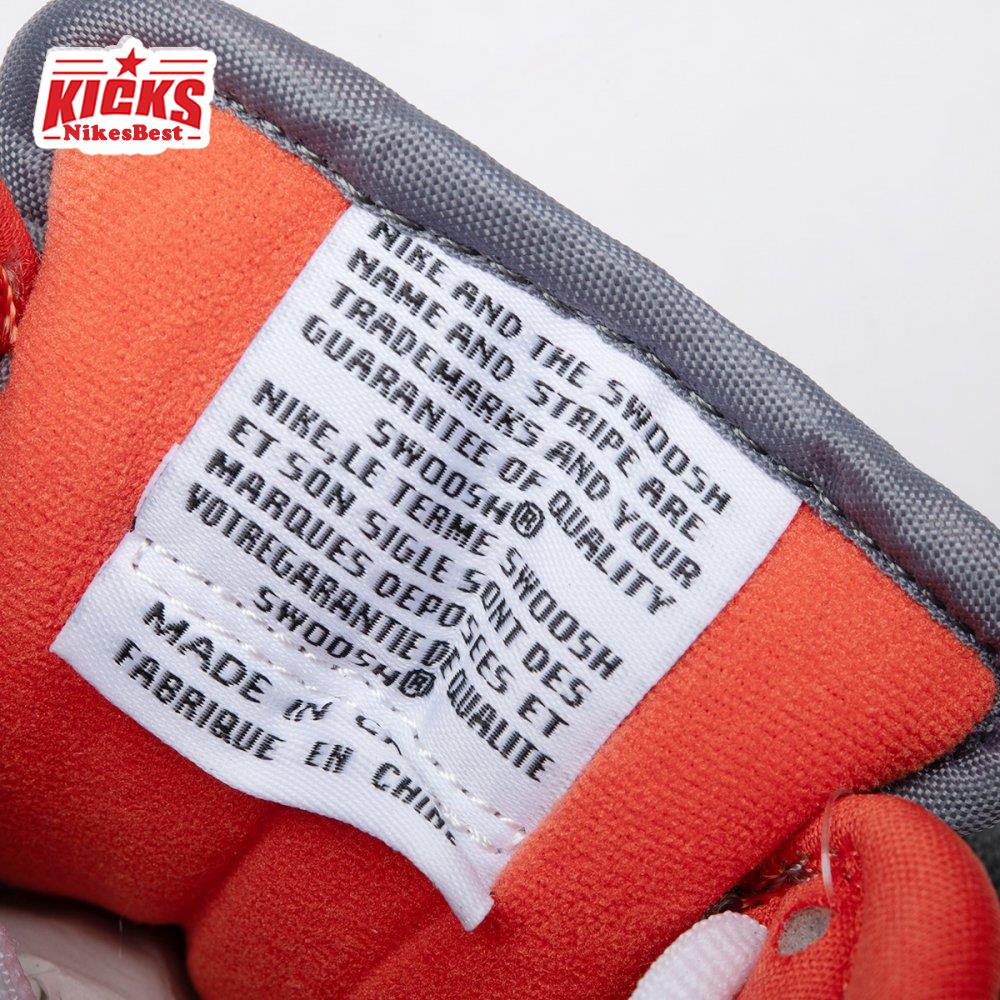 KICKS
NikesBest
NIKE AND THE SWOOSH
NAME AND STRIPE ARE
TRADEMARKS AND YOUR
GUARANTEE OF QUALITY
SWOOSH®
NIKE,LE TERME SWOOSH
ET SON SIGLE SONT DES
MARQUES DEPOSEES ET
VOTREGARANTIE DE QUALITE
SWOOSH®
MADE IN
FABRIQUE EN CHINE